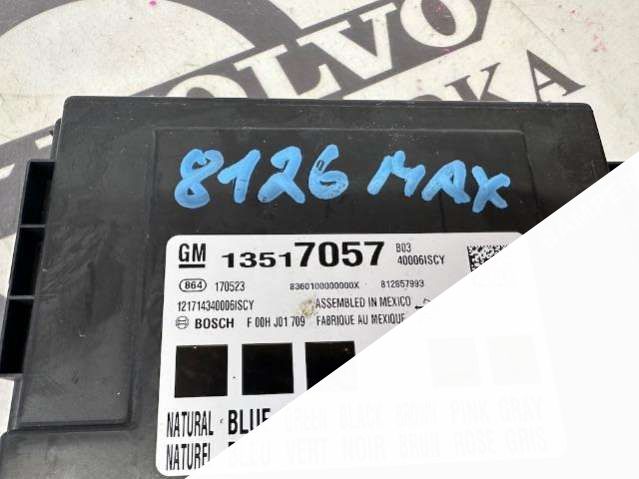 VOLVO
8126 MAX
GM 13517057 B03
40006ISCY
B64 170523 8360100000000X 812857993
121714340006ISCY ASSEMBLED IN MEXICO
BOSCH F 00H J01 709 FABRIQUE AU MEXIQUE
NATURAL BLUE GREEN BLACK BROWN PINK GRAY
NATUREL BLEU VERT NOIR BRUN ROSE GRIS